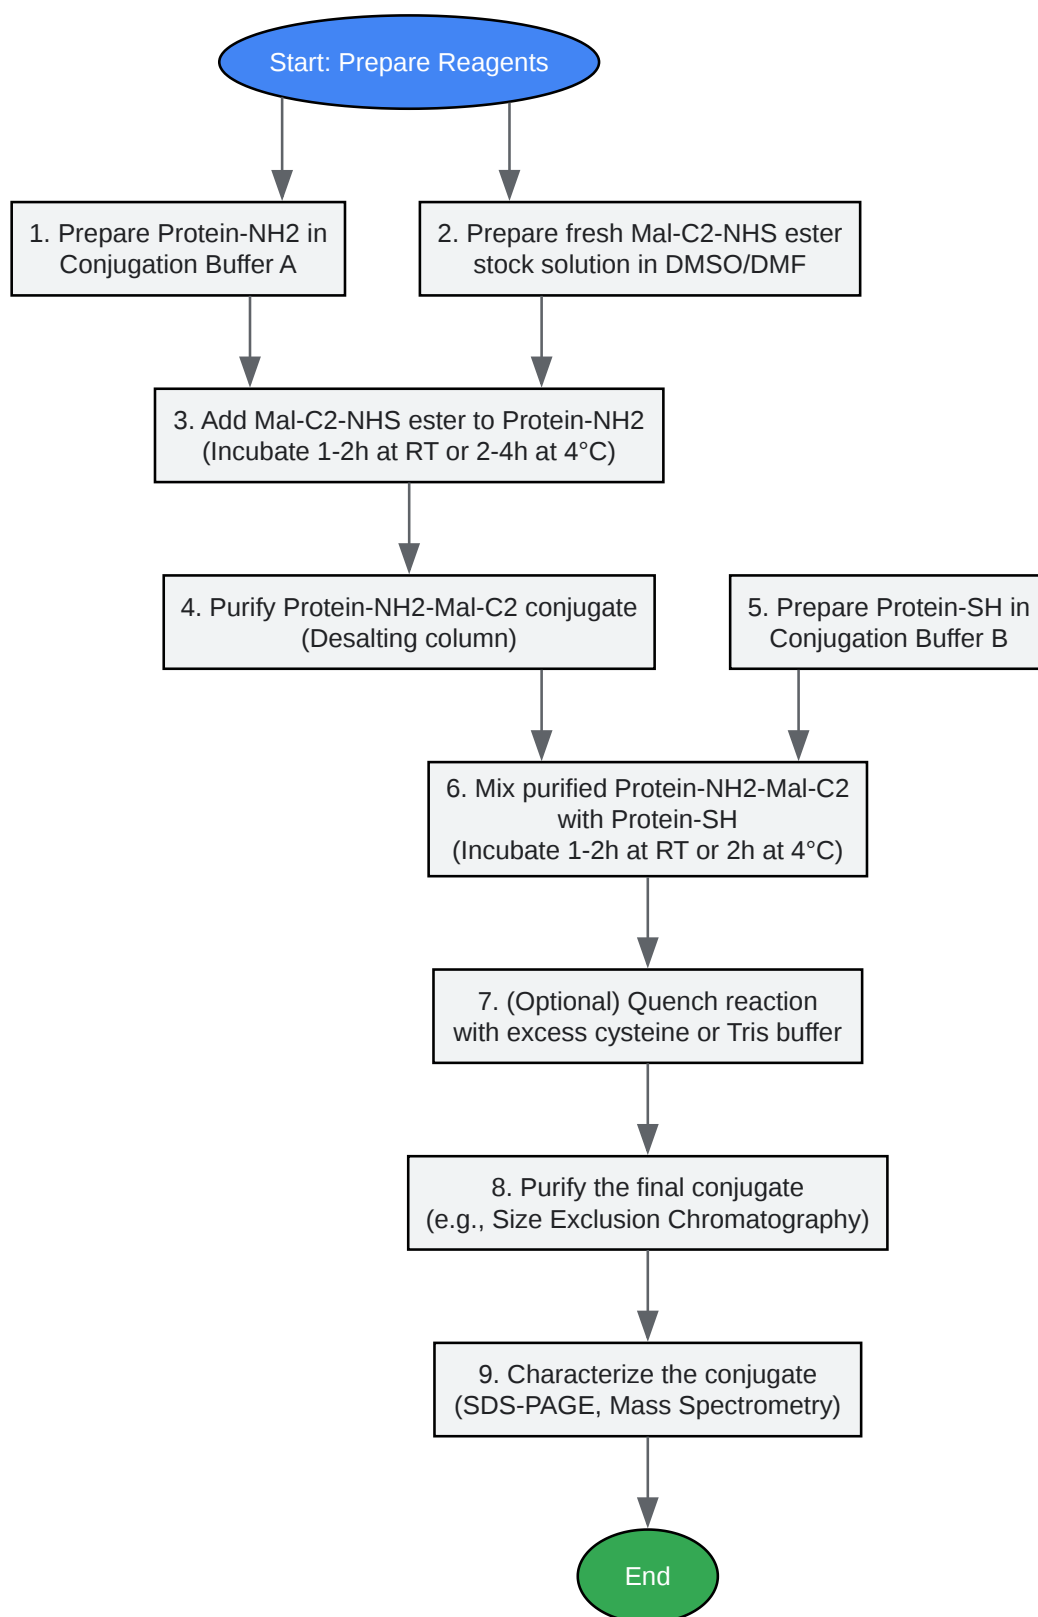 Start: Prepare Reagents
1. Prepare Protein-NH2 in
Conjugation Buffer A
2. Prepare fresh Mal-C2-NHS ester
stock solution in DMSO/DMF
3. Add Mal-C2-NHS ester to Protein-NH2
(Incubate 1-2h at RT or 2-4h at 4°C)
4. Purify Protein-NH2-Mal-C2 conjugate
(Desalting column)
5. Prepare Protein-SH in
Conjugation Buffer B
6. Mix purified Protein-NH2-Mal-C2
with Protein-SH
(Incubate 1-2h at RT or 2h at 4°C)
7. (Optional) Quench reaction
with excess cysteine or Tris buffer
8. Purify the final conjugate
(e.g., Size Exclusion Chromatography)
9. Characterize the conjugate
(SDS-PAGE, Mass Spectrometry)
End